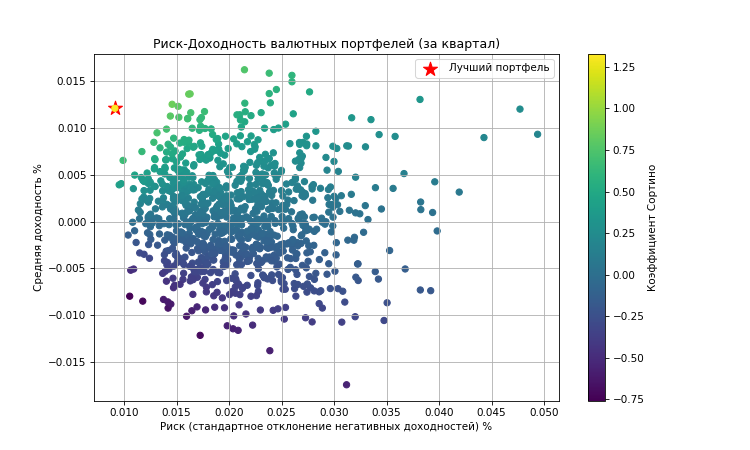 Риск-Доходность валютных портфелей (за квартал)
Лучший портфель
0.015
0.010
0.005
0.000
−0.005
−0.010
−0.015
Средняя доходность %
0.010 0.015 0.020 0.025 0.030 0.035 0.040 0.045 0.050
Риск (стандартное отклонение негативных доходностей) %
1.25
1.00
0.75
0.50
0.25
0.00
−0.25
−0.50
−0.75
Коэффициент Сортино